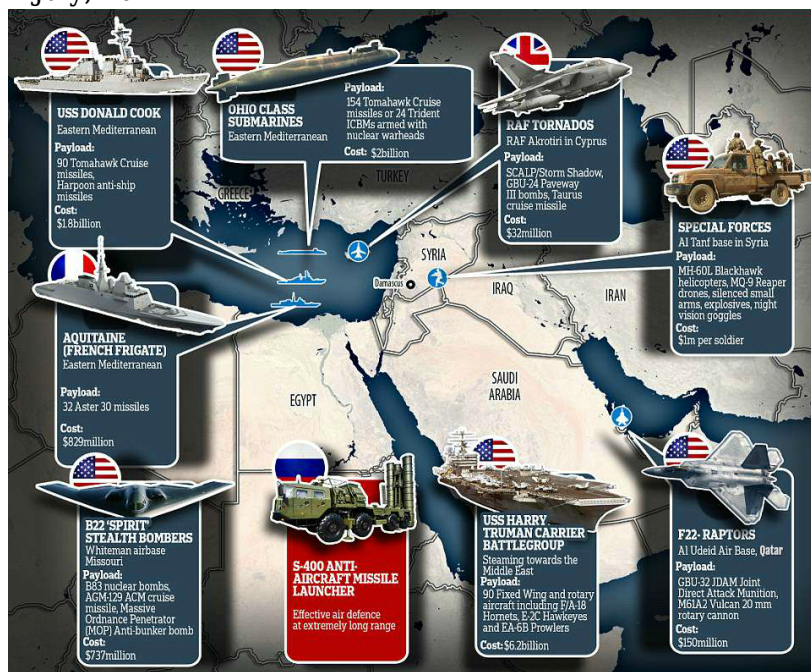 USS DONALD COOK
Eastern Mediterranean
Payload:
90 Tomahawk Cruise
missiles,
Harpoon anti-ship
missiles
Cost:
$1.8billion
OHIO CLASS
SUBMARINES
Eastern Mediterranean
Payload:
154 Tomahawk Cruise
missiles or 24 Trident
ICBMs armed with
nuclear warheads
Cost: $2billion
RAF TORNADOS
RAF Akrotiri in Cyprus
Payload:
SCALP/Storm Shadow,
GBU-24 Paveway
III bombs, Taurus
cruise missile
Cost:
$32million
SPECIAL FORCES
Al Tanf base in Syria
Payload:
MH-60L Blackhawk
helicopters, MQ-9 Reaper
drones, silenced small
arms, explosives, night
vision goggles
Cost:
$1m per soldier
GREECE
TURKEY
SYRIA
Damascus
IRAQ
IRAN
EGYPT
SAUDI
ARABIA
AQUITAINE
(FRENCH FRIGATE)
Eastern Mediterranean
Payload:
32 Aster 30 missiles
Cost:
$829million
B22 'SPIRIT'
STEALTH BOMBERS
Whiteman airbase
Missouri
Payload:
B83 nuclear bombs,
AGM-129 ACM cruise
missile, Massive
Ordnance Penetrator
(MOP) Anti-bunker bomb
Cost:
$737million
S-400 ANTI-
AIRCRAFT MISSILE
LAUNCHER
Effective air defence
at extremely long range
USS HARRY
TRUMAN CARRIER
BATTLEGROUP
Steaming towards the
Middle East
Payload:
90 Fixed Wing and rotary
aircraft including F/A-18
Hornets, E-2C Hawkeyes
and EA-6B Prowlers
Cost: $6.2billion
F22- RAPTORS
Al Udeid Air Base, Qatar
Payload:
GBU-32 JDAM Joint
Direct Attack Munition,
M61A2 Vulcan 20 mm
rotary cannon
Cost:
$150million